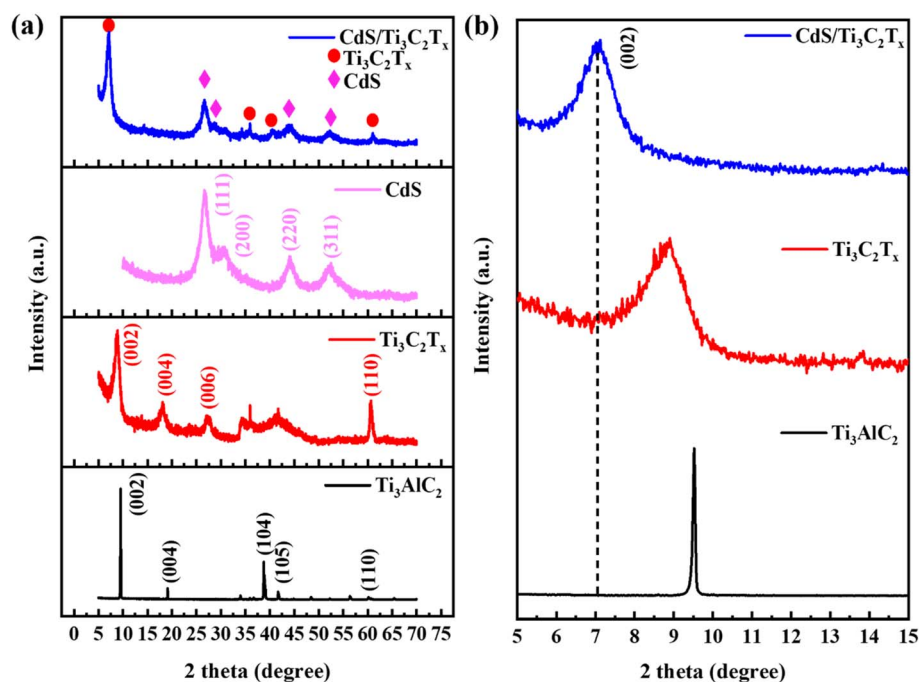 (a)
CdS/Ti₃C₂Tₓ
Ti₃C₂Tₓ
CdS
CdS
(111)
(200)
(220)
(311)
Ti₃C₂Tₓ
(002)
(004)
(006)
(110)
Ti₃AlC₂
(002)
(004)
(104)
(105)
(110)
0 5 10 15 20 25 30 35 40 45 50 55 60 65 70 75
2 theta (degree)
Intensity (a.u.)
(b)
CdS/Ti₃C₂Tₓ
(002)
Ti₃C₂Tₓ
Ti₃AlC₂
5 6 7 8 9 10 11 12 13 14 15
2 theta (degree)
Intensity (a.u.)